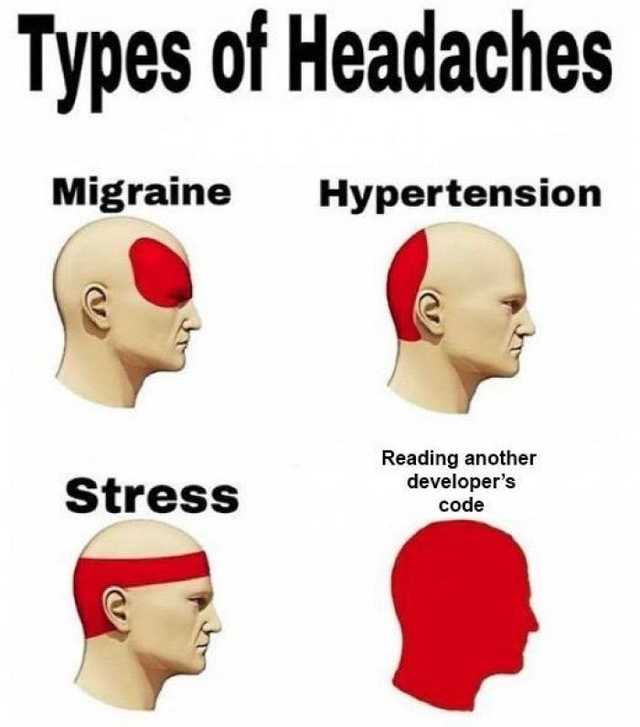 Types of Headaches
Migraine
Hypertension
Stress
Reading another
developer's
code